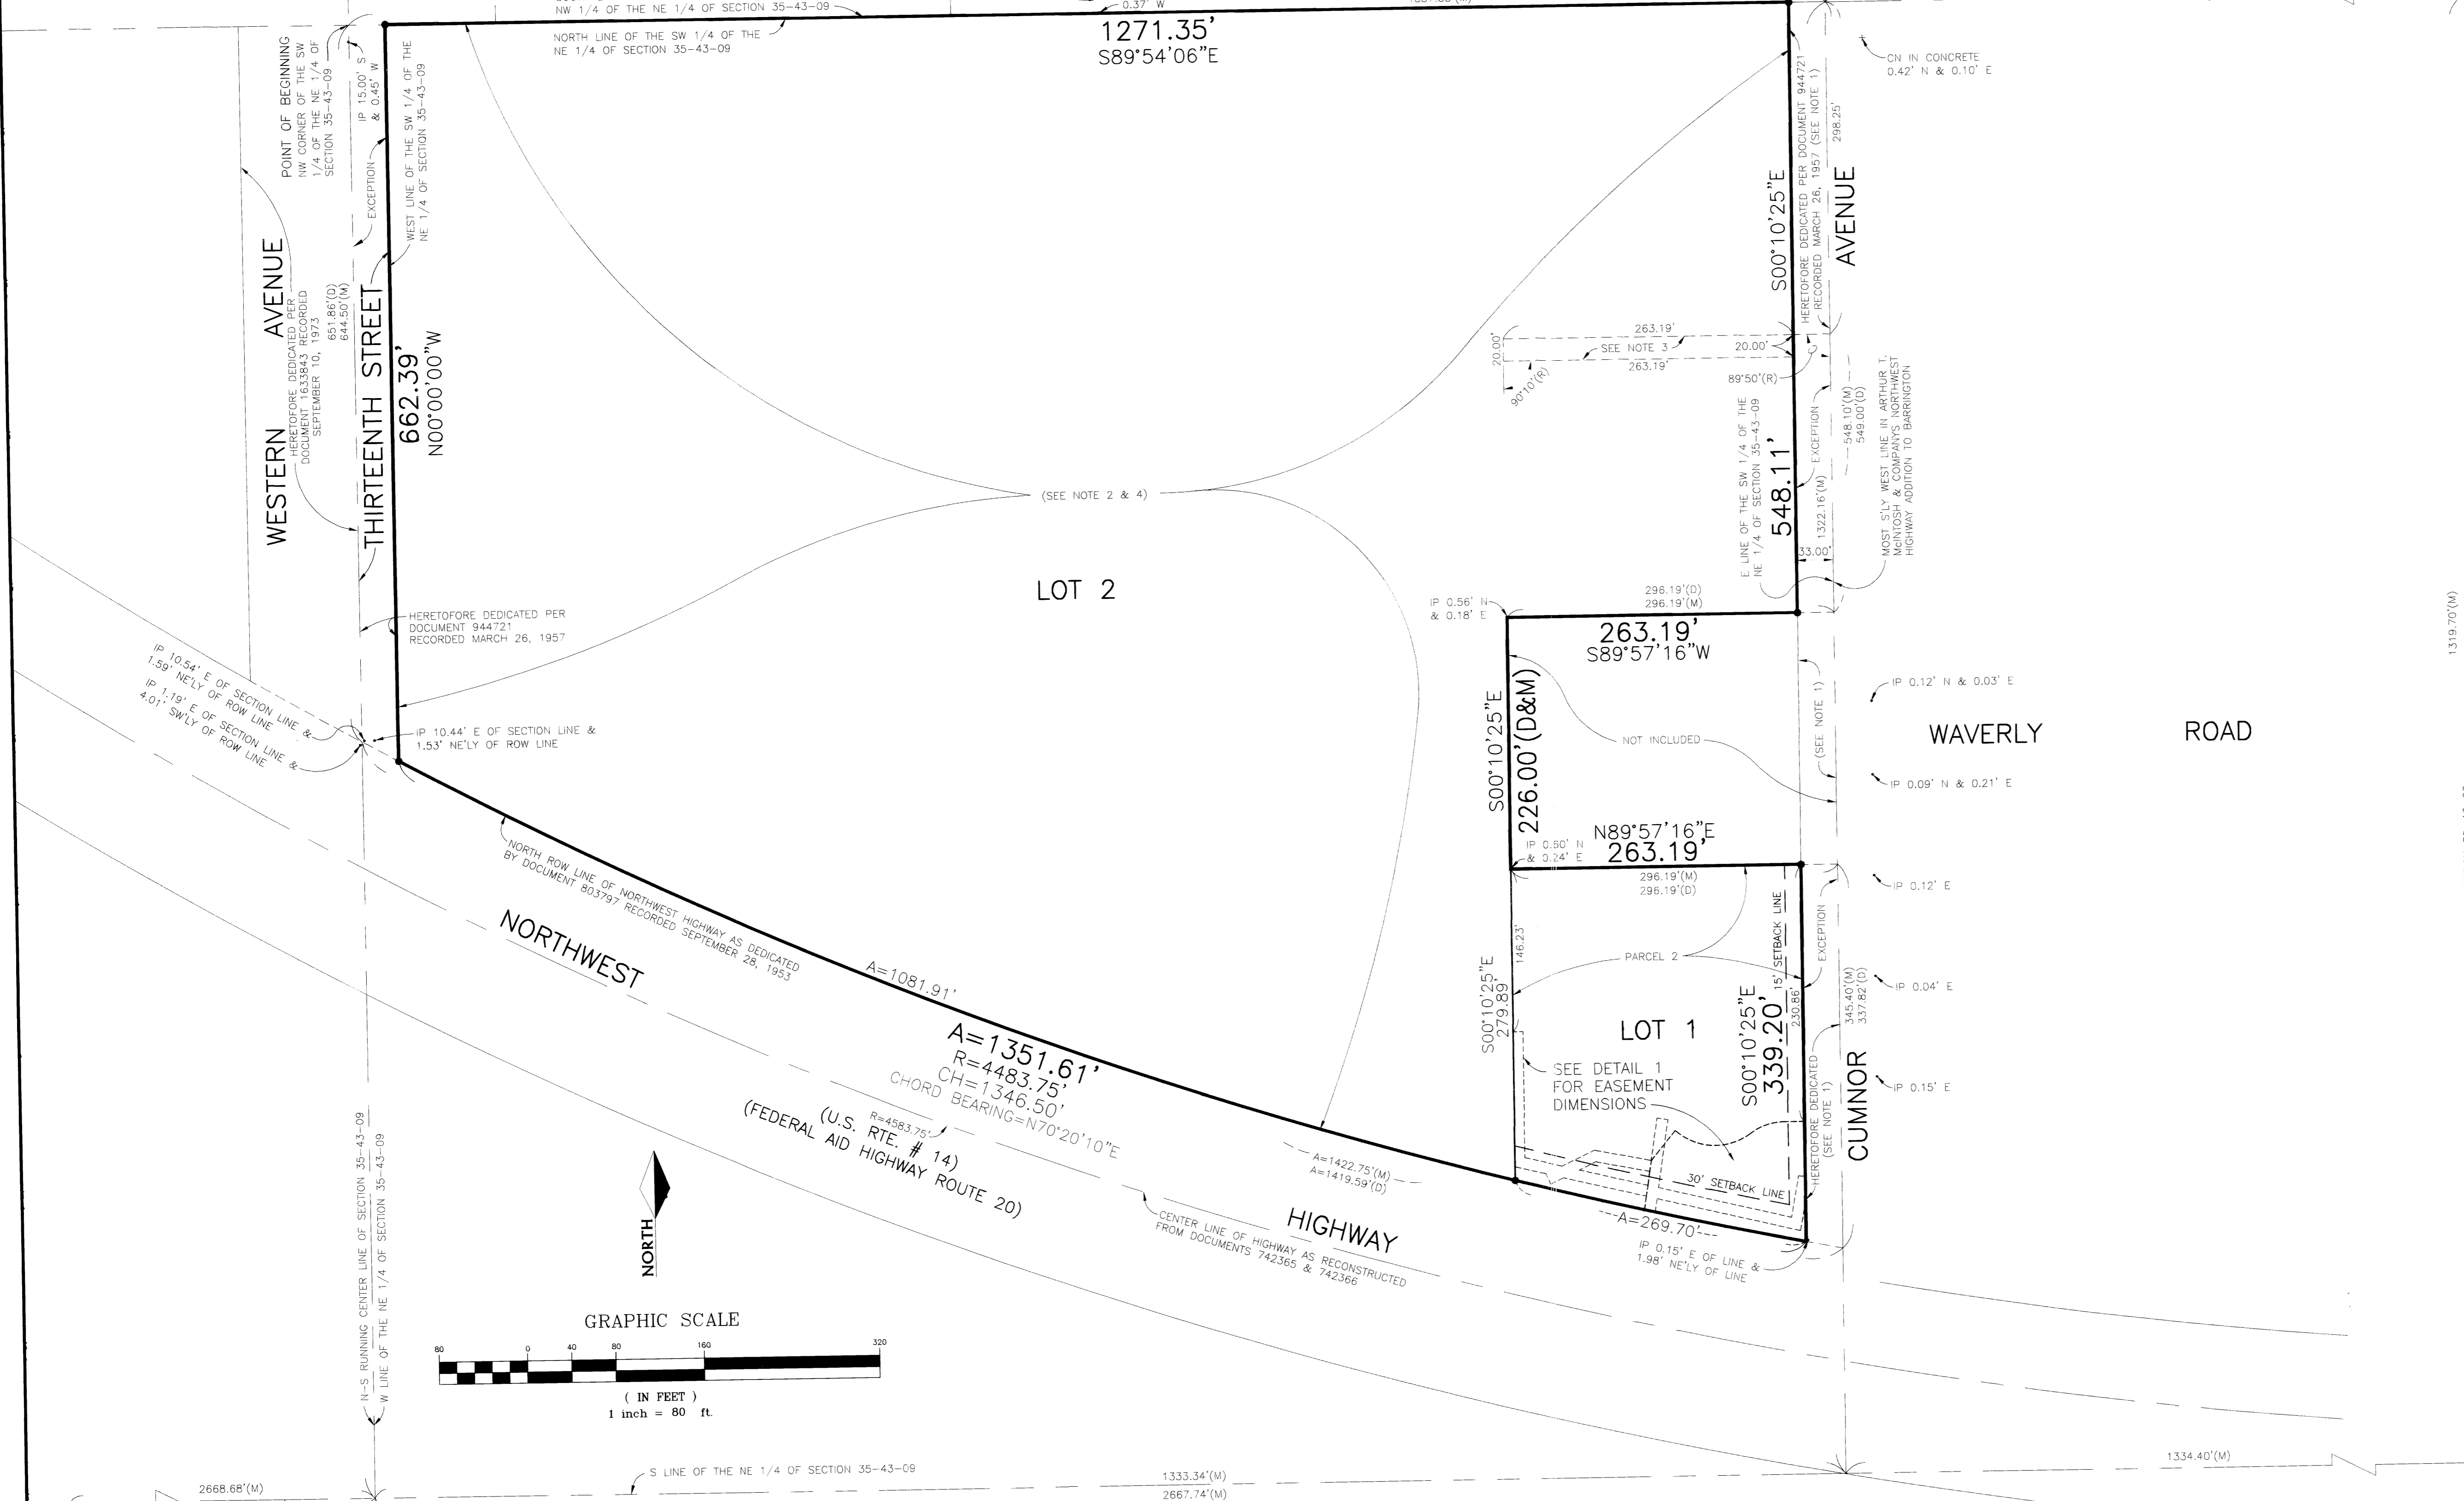 NW 1/4 OF THE NE 1/4 OF SECTION 35-43-09
0.37' W
NORTH LINE OF THE SW 1/4 OF THE
NE 1/4 OF SECTION 35-43-09
1271.35'
S89°54'06"E
POINT OF BEGINNING
NW CORNER OF THE SW
1/4 OF THE NE 1/4 OF
SECTION 35-43-09
IP 15.00' S
& 0.45' W
EXCEPTION
WEST LINE OF THE SW 1/4 OF THE
NE 1/4 OF SECTION 35-43-09
WESTERN AVENUE
HERETOFORE DEDICATED PER
DOCUMENT 1633843 RECORDED
SEPTEMBER 10, 1973
651.86'(D)
644.50'(M)
THIRTEENTH STREET
662.39'
N00°00'00"W
HERETOFORE DEDICATED PER
DOCUMENT 944721
RECORDED MARCH 26, 1957
IP 10.54' E OF SECTION LINE &
1.59' NE'LY OF ROW LINE
IP 1.19' E OF SECTION LINE &
4.01' SW'LY OF ROW LINE
IP 10.44' E OF SECTION LINE &
1.53' NE'LY OF ROW LINE
(SEE NOTE 2 & 4)
LOT 2
S00°10'25"E
HERETOFORE DEDICATED PER DOCUMENT 944721
RECORDED MARCH 26, 1957 (SEE NOTE 1)
298.25'
AVENUE
CN IN CONCRETE
0.42' N & 0.10' E
263.19'
20.00'
SEE NOTE 3
20.00'
263.19'
90°10'(R)
89°50'(R)
E LINE OF THE SW 1/4 OF THE
NE 1/4 OF SECTION 35-43-09
548.11'
EXCEPTION
1322.16'(M)
33.00'
548.10'(M)
549.00'(D)
MOST S'LY WEST LINE IN ARTHUR T.
McINTOSH & COMPANYS NORTHWEST
HIGHWAY ADDITION TO BARRINGTON
1319.70'(M)
IP 0.56' N
& 0.18' E
296.19'(D)
296.19'(M)
263.19'
S89°57'16"W
S00°10'25"E
226.00'(D&M)
NOT INCLUDED
(SEE NOTE 1)
IP 0.12' N & 0.03' E
WAVERLY ROAD
IP 0.09' N & 0.21' E
N89°57'16"E
263.19'
IP 0.60' N
& 0.24' E
296.19'(M)
296.19'(D)
IP 0.12' E
IP 0.04' E
IP 0.15' E
146.23'
S00°10'25"E
279.89'
PARCEL 2
15' SETBACK LINE
230.86'
S00°10'25"E
339.20'
EXCEPTION
345.40'(M)
337.82'(D)
LOT 1
SEE DETAIL 1
FOR EASEMENT
DIMENSIONS
30' SETBACK LINE
HERETOFORE DEDICATED
(SEE NOTE 1)
CUMNOR
A=269.70'
IP 0.15' E OF LINE &
1.98' NE'LY OF LINE
NORTH ROW LINE OF NORTHWEST HIGHWAY AS DEDICATED
BY DOCUMENT 803797 RECORDED SEPTEMBER 28, 1953
NORTHWEST
A=1081.91'
A=1351.61'
R=4483.75'
CH=1346.50'
CHORD BEARING=N70°20'10"E
R=4583.75'
(U.S. RTE. # 14)
(FEDERAL AID HIGHWAY ROUTE 20)
A=1422.75'(M)
A=1419.59'(D)
HIGHWAY
CENTER LINE OF HIGHWAY AS RECONSTRUCTED
FROM DOCUMENTS 742365 & 742366
NORTH
N-S RUNNING CENTER LINE OF SECTION 35-43-09
W LINE OF THE NE 1/4 OF SECTION 35-43-09
GRAPHIC SCALE
80 0 40 80 160 320
( IN FEET )
1 inch = 80 ft.
S LINE OF THE NE 1/4 OF SECTION 35-43-09
2668.68'(M)
1333.34'(M)
2667.74'(M)
1334.40'(M)